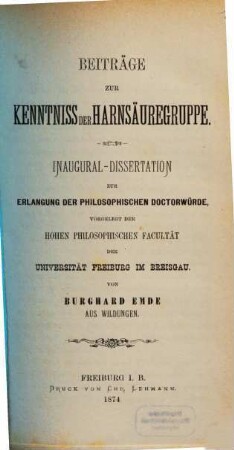 BEITRÄGE
ZUR
KENNTNISS DER HARNSÄUREGRUPPE.
INAUGURAL-DISSERTATION
ZUR
ERLANGUNG DER PHILOSOPHISCHEN DOCTORWÜRDE,
VORGELEGT DER
HOHEN PHILOSOPHISCHEN FACULTÄT
DER
UNIVERSITÄT FREIBURG IM BREISGAU.
VON
BURGHARD EMDE
AUS WILDUNGEN.
FREIBURG I. B.
DRUCK VON CHR. LEHMANN.
1874